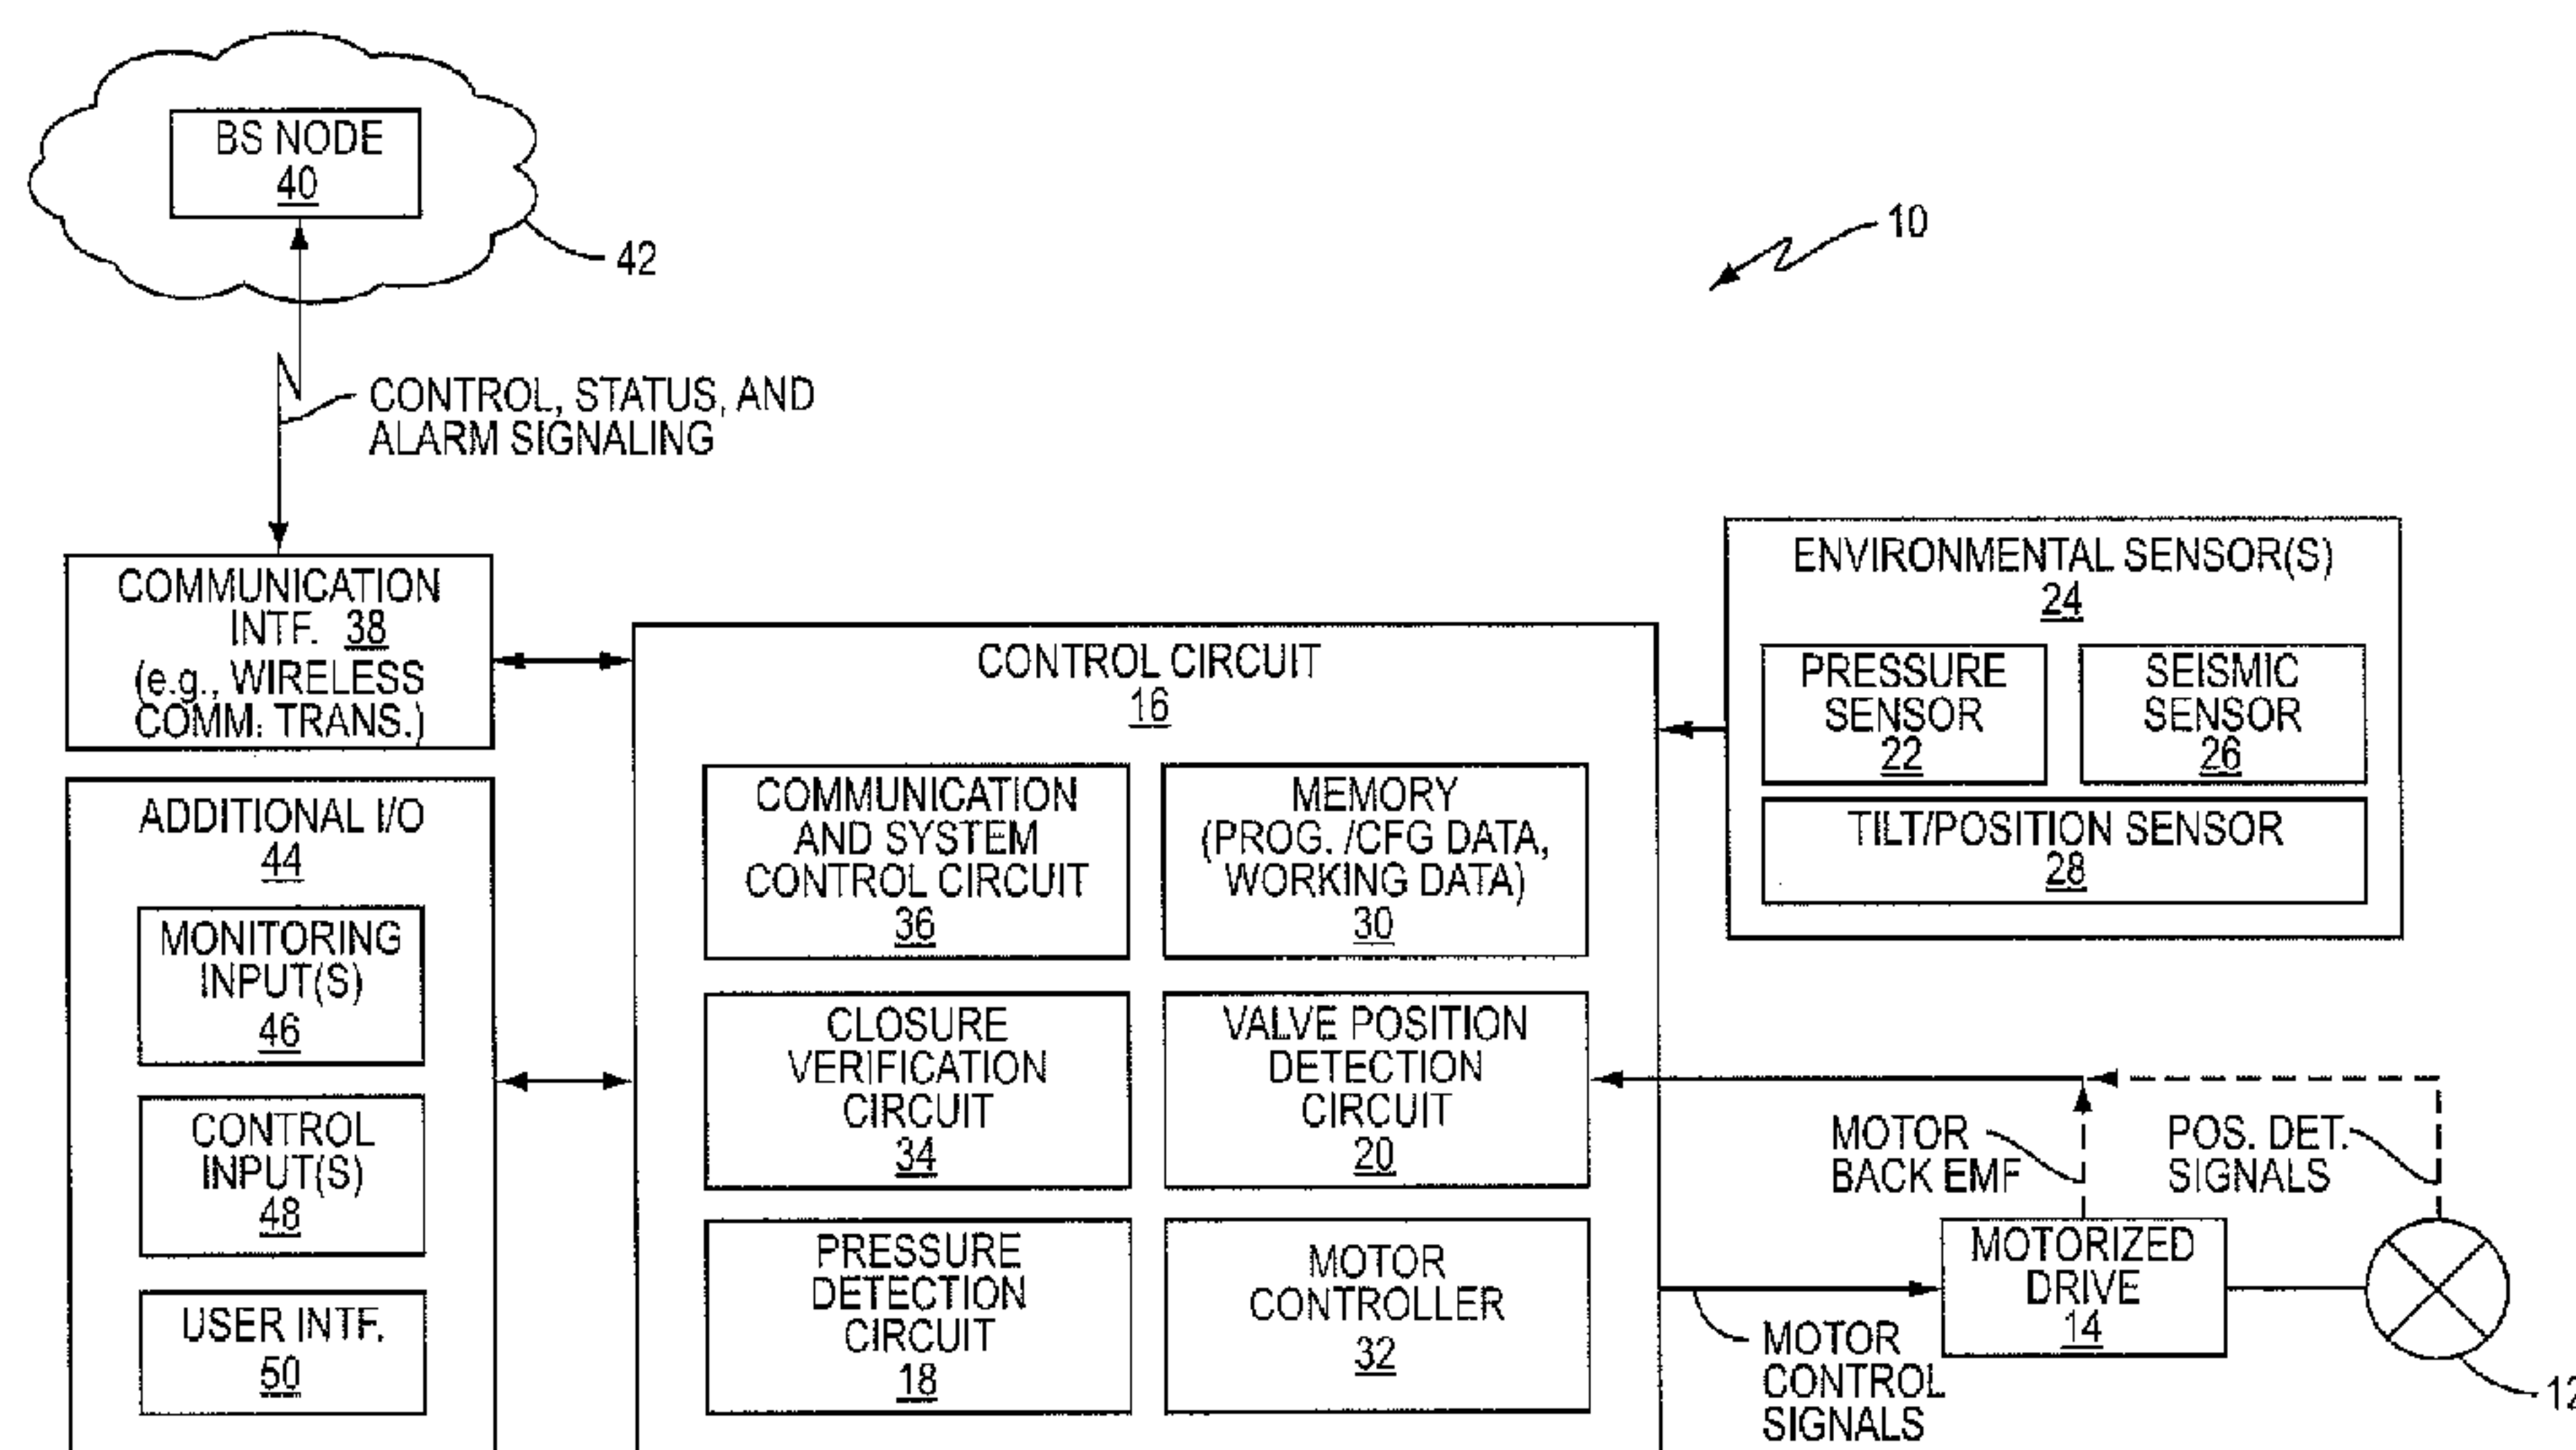 BS NODE
40
42
10
CONTROL, STATUS, AND
ALARM SIGNALING
COMMUNICATION
INTF. 38
(e.g., WIRELESS
COMM. TRANS.)
ADDITIONAL I/O
44
MONITORING
INPUT(S)
46
CONTROL
INPUT(S)
48
USER INTF.
50
CONTROL CIRCUIT
16
COMMUNICATION
AND SYSTEM
CONTROL CIRCUIT
36
MEMORY
(PROG. /CFG DATA,
WORKING DATA)
30
CLOSURE
VERIFICATION
CIRCUIT
34
VALVE POSITION
DETECTION
CIRCUIT
20
PRESSURE
DETECTION
CIRCUIT
18
MOTOR
CONTROLLER
32
ENVIRONMENTAL SENSOR(S)
24
PRESSURE
SENSOR
22
SEISMIC
SENSOR
26
TILT/POSITION SENSOR
28
MOTOR
BACK EMF
POS. DET.
SIGNALS
MOTORIZED
DRIVE
14
MOTOR
CONTROL
SIGNALS
12